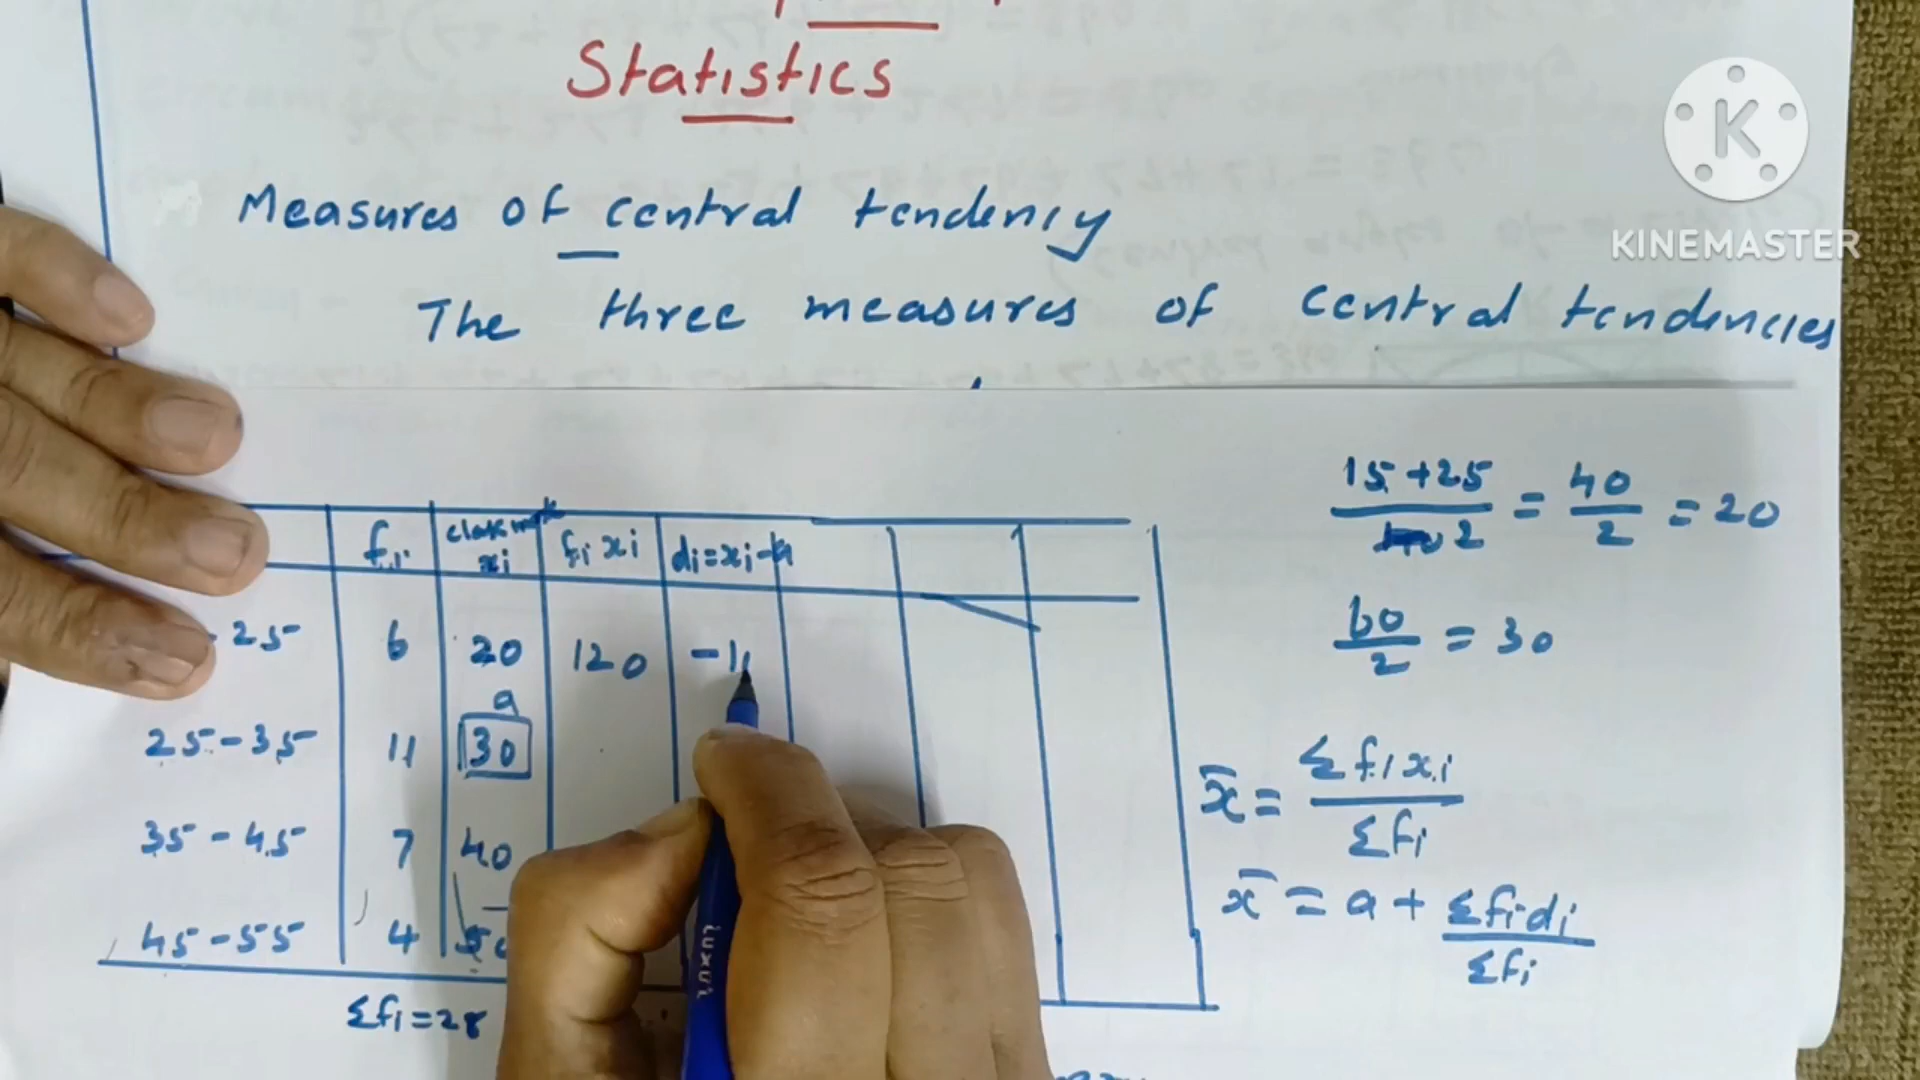 Statistics
K
KINEMASTER
Measures of central tendency
The three measures of central tendencies
15+25 / 2 = 40 / 2 = 20
fi class mark xi fi xi di=xi-a
60 / 2 = 30
25 6 20 120 -1
a
25-35 11 30
x̄ = Σfixi / Σfi
35-45 7 40
x̄ = a + Σfidi / Σfi
45-55 4
Σfi=28
luxor